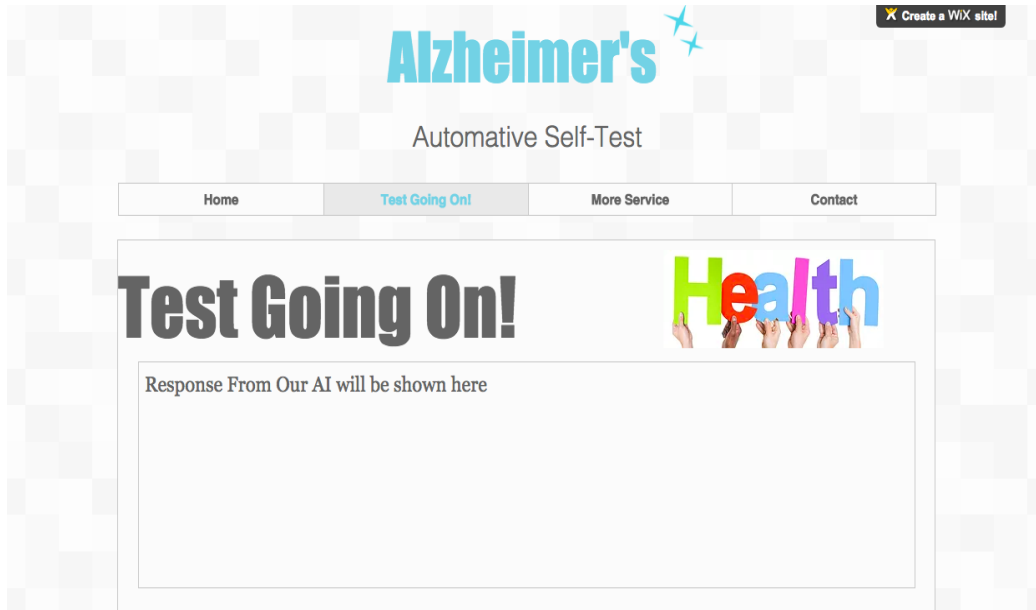 Create a WiX site!
Alzheimer's
Automative Self-Test
Home Test Going On! More Service Contact
Test Going On!
Health
Response From Our AI will be shown here